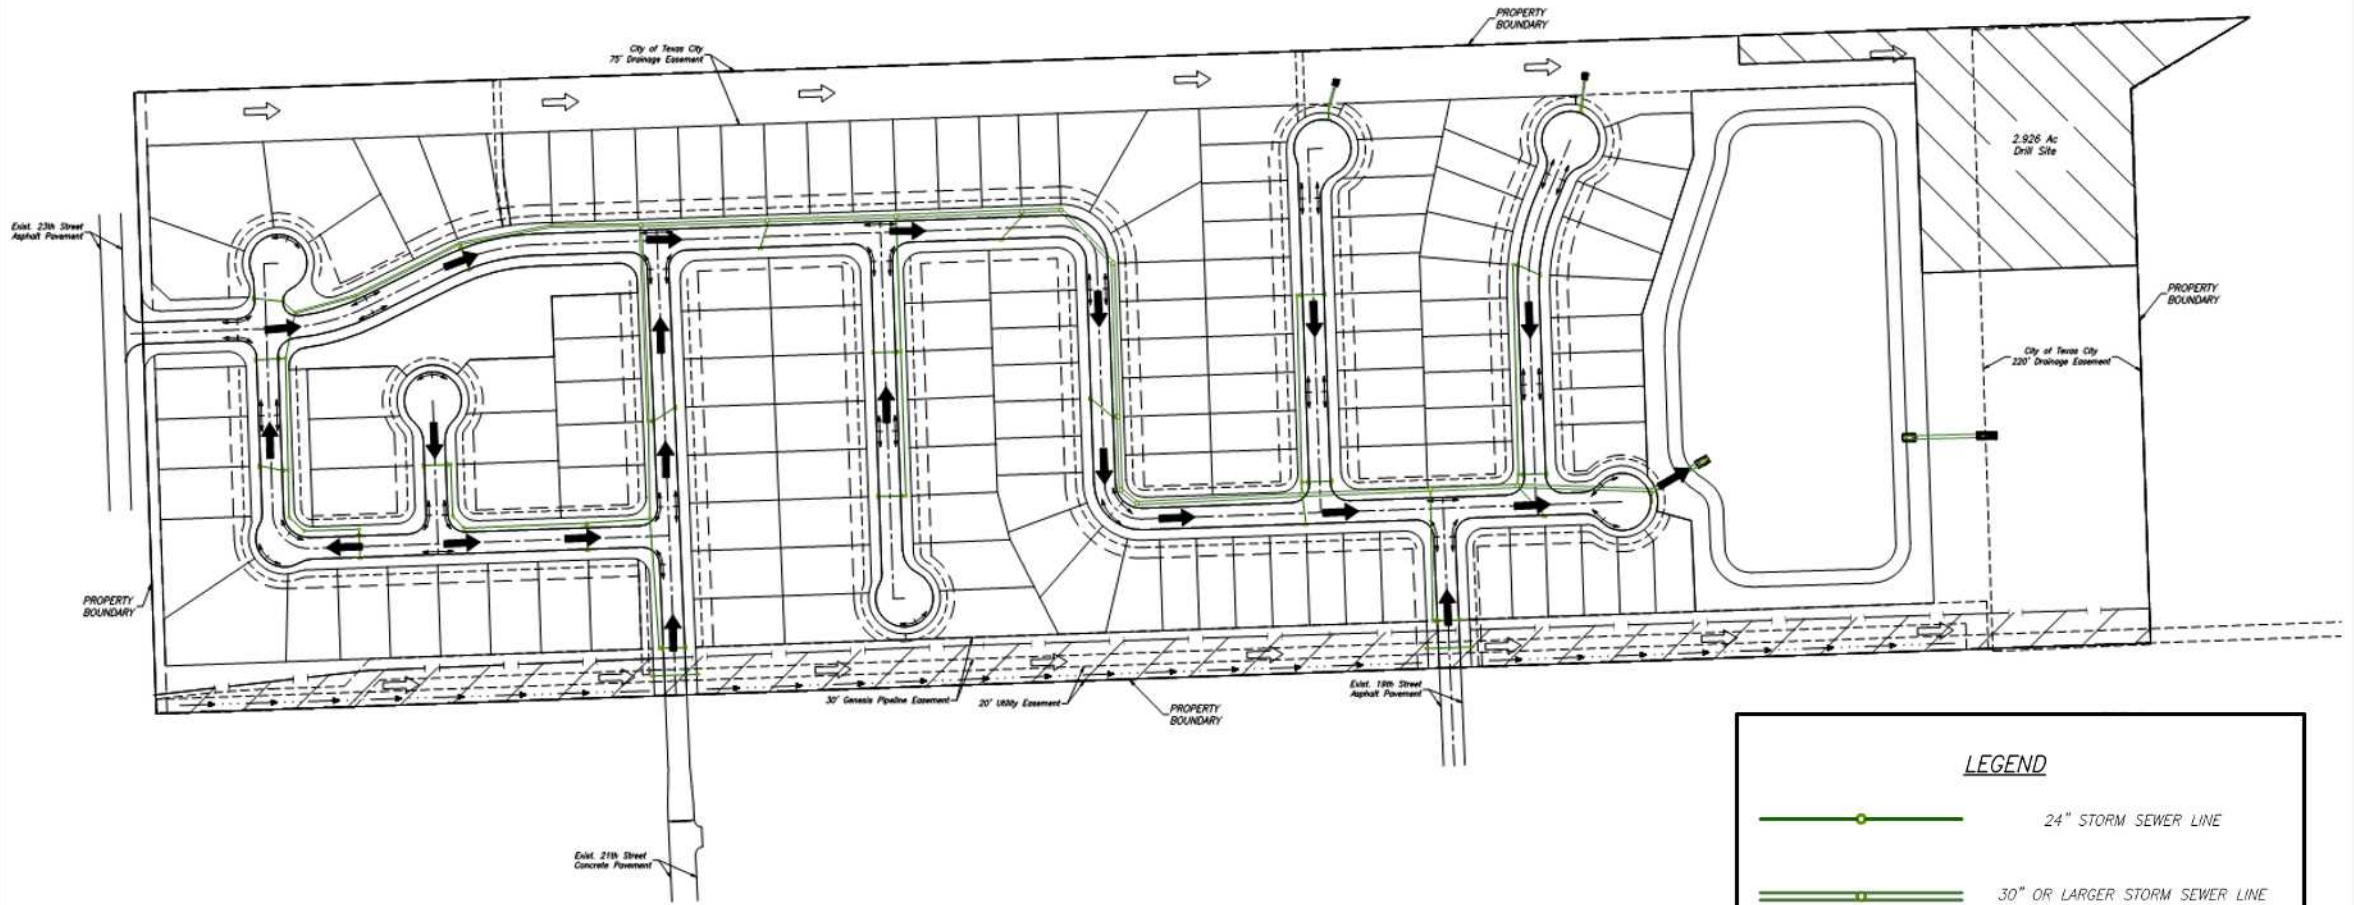 PROPERTY
BOUNDARY
City of Texas City
75' Drainage Easement
2.926 Ac
Drill Site
Exist. 23th Street
Asphalt Pavement
PROPERTY
BOUNDARY
City of Texas City
220' Drainage Easement
PROPERTY
BOUNDARY
30' Genesis Pipeline Easement
20' Utility Easement
PROPERTY
BOUNDARY
Exist. 19th Street
Asphalt Pavement
Exist. 21th Street
Concrete Pavement
LEGEND
24" STORM SEWER LINE
30" OR LARGER STORM SEWER LINE